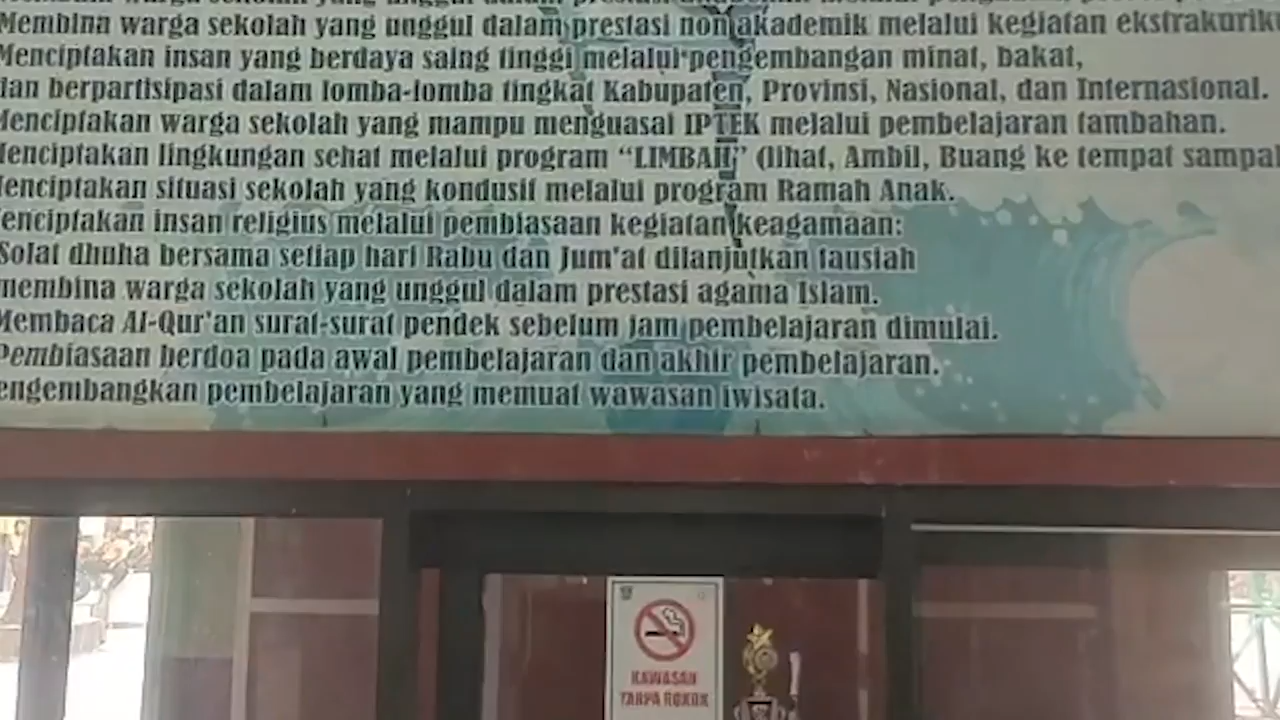 Membina warga sekolah yang unggul dalam prestasi non akademik melalui kegiatan
Menciptakan insan yang berdaya saing tinggi melalui pengembangan minat, bakat,
dan berpartisipasi dalam lomba-lomba tingkat Kabupaten, Provinsi, Nasional, dan Internasional.
Menciptakan warga sekolah yang mampu menguasai IPTEK melalui pembelajaran tambahan.
Menciptakan lingkungan sehat melalui program “LIMBAH” (lihat, Ambil, Buang ke tempat sampah
Menciptakan situasi sekolah yang kondusif melalui program Ramah Anak.
enciptakan insan religius melalui pembiasaan kegiatan keagamaan:
Solat dhuha bersama setiap hari Rabu dan Jum'at dilanjutkan tausiah
membina warga sekolah yang unggul dalam prestasi agama Islam.
Membaca Al-Qur'an surat-surat pendek sebelum jam pembelajaran dimulai.
Pembiasaan berdoa pada awal pembelajaran dan akhir pembelajaran.
engembangkan pembelajaran yang memuat wawasan iwisata.
KAWASAN
TANPA ROKOK